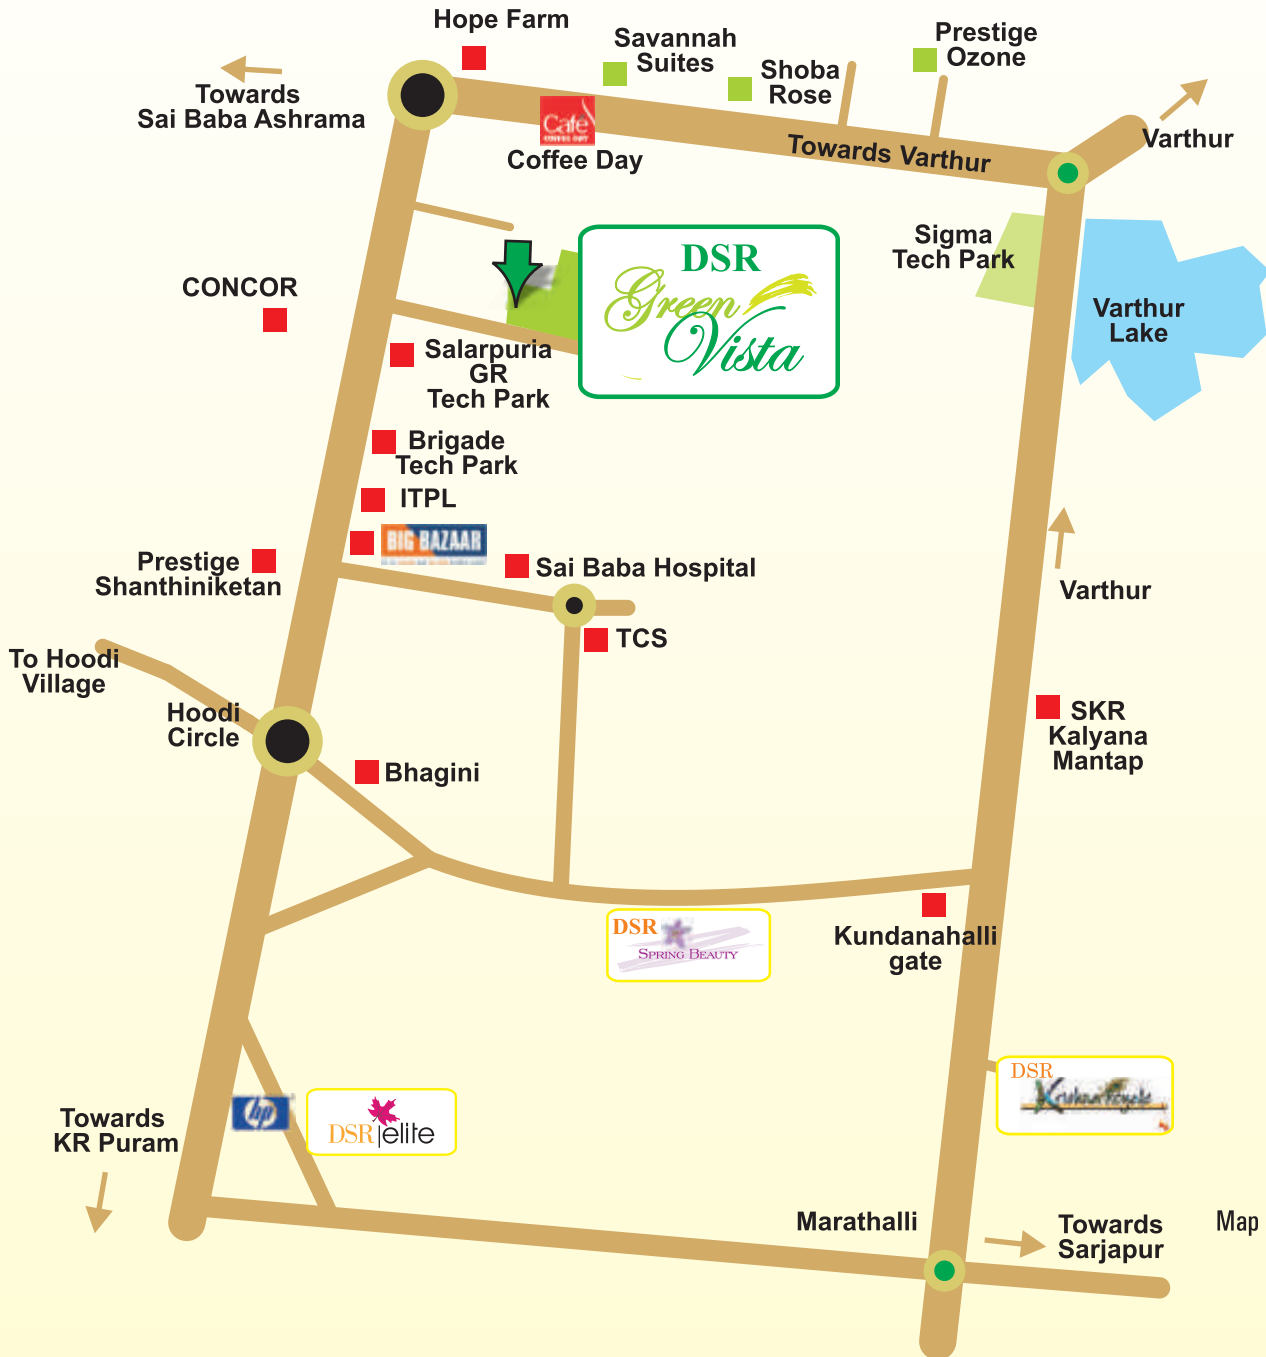 Hope Farm
Savannah
Suites
Prestige
Ozone
Shoba
Rose
Towards
Sai Baba Ashrama
Café
COFFEE DAY
Coffee Day
Towards Varthur
Varthur
Sigma
Tech Park
DSR
Green
Vista
CONCOR
Varthur
Lake
Salarpuria
GR
Tech Park
Brigade
Tech Park
ITPL
BIG BAZAAR
Prestige
Shanthiniketan
Sai Baba Hospital
Varthur
TCS
To Hoodi
Village
Hoodi
Circle
SKR
Kalyana
Mantap
Bhagini
DSR
SPRING BEAUTY
Kundanahalli
gate
DSR
hp
DSR|elite
Towards
KR Puram
Marathalli
Towards
Sarjapur
Map